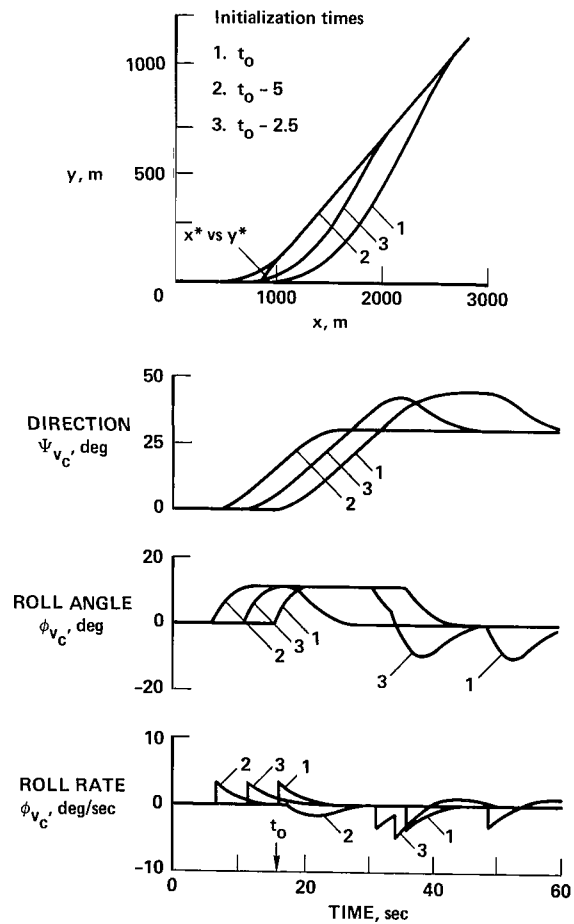 Initialization times
1. t₀
2. t₀ - 5
3. t₀ - 2.5
1000
500
0
y, m
x* vs y*
1
3
2
1000
2000
3000
x, m
50
25
0
DIRECTION
Ψ_Vc, deg
1
3
2
20
0
-20
ROLL ANGLE
ϕ_Vc, deg
1
3
2
3
1
10
0
-10
ROLL RATE
ϕ_Vc, deg/sec
2
3
1
t₀
2
1
3
0
20
40
60
TIME, sec